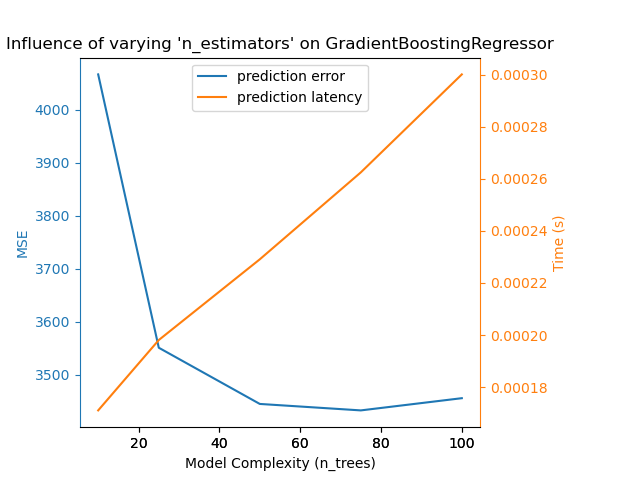 Influence of varying 'n_estimators' on GradientBoostingRegressor
prediction error
prediction latency
MSE
4000
3900
3800
3700
3600
3500
0.00030
0.00028
0.00026
0.00024
0.00022
0.00020
0.00018
Time (s)
20 40 60 80 100
Model Complexity (n_trees)